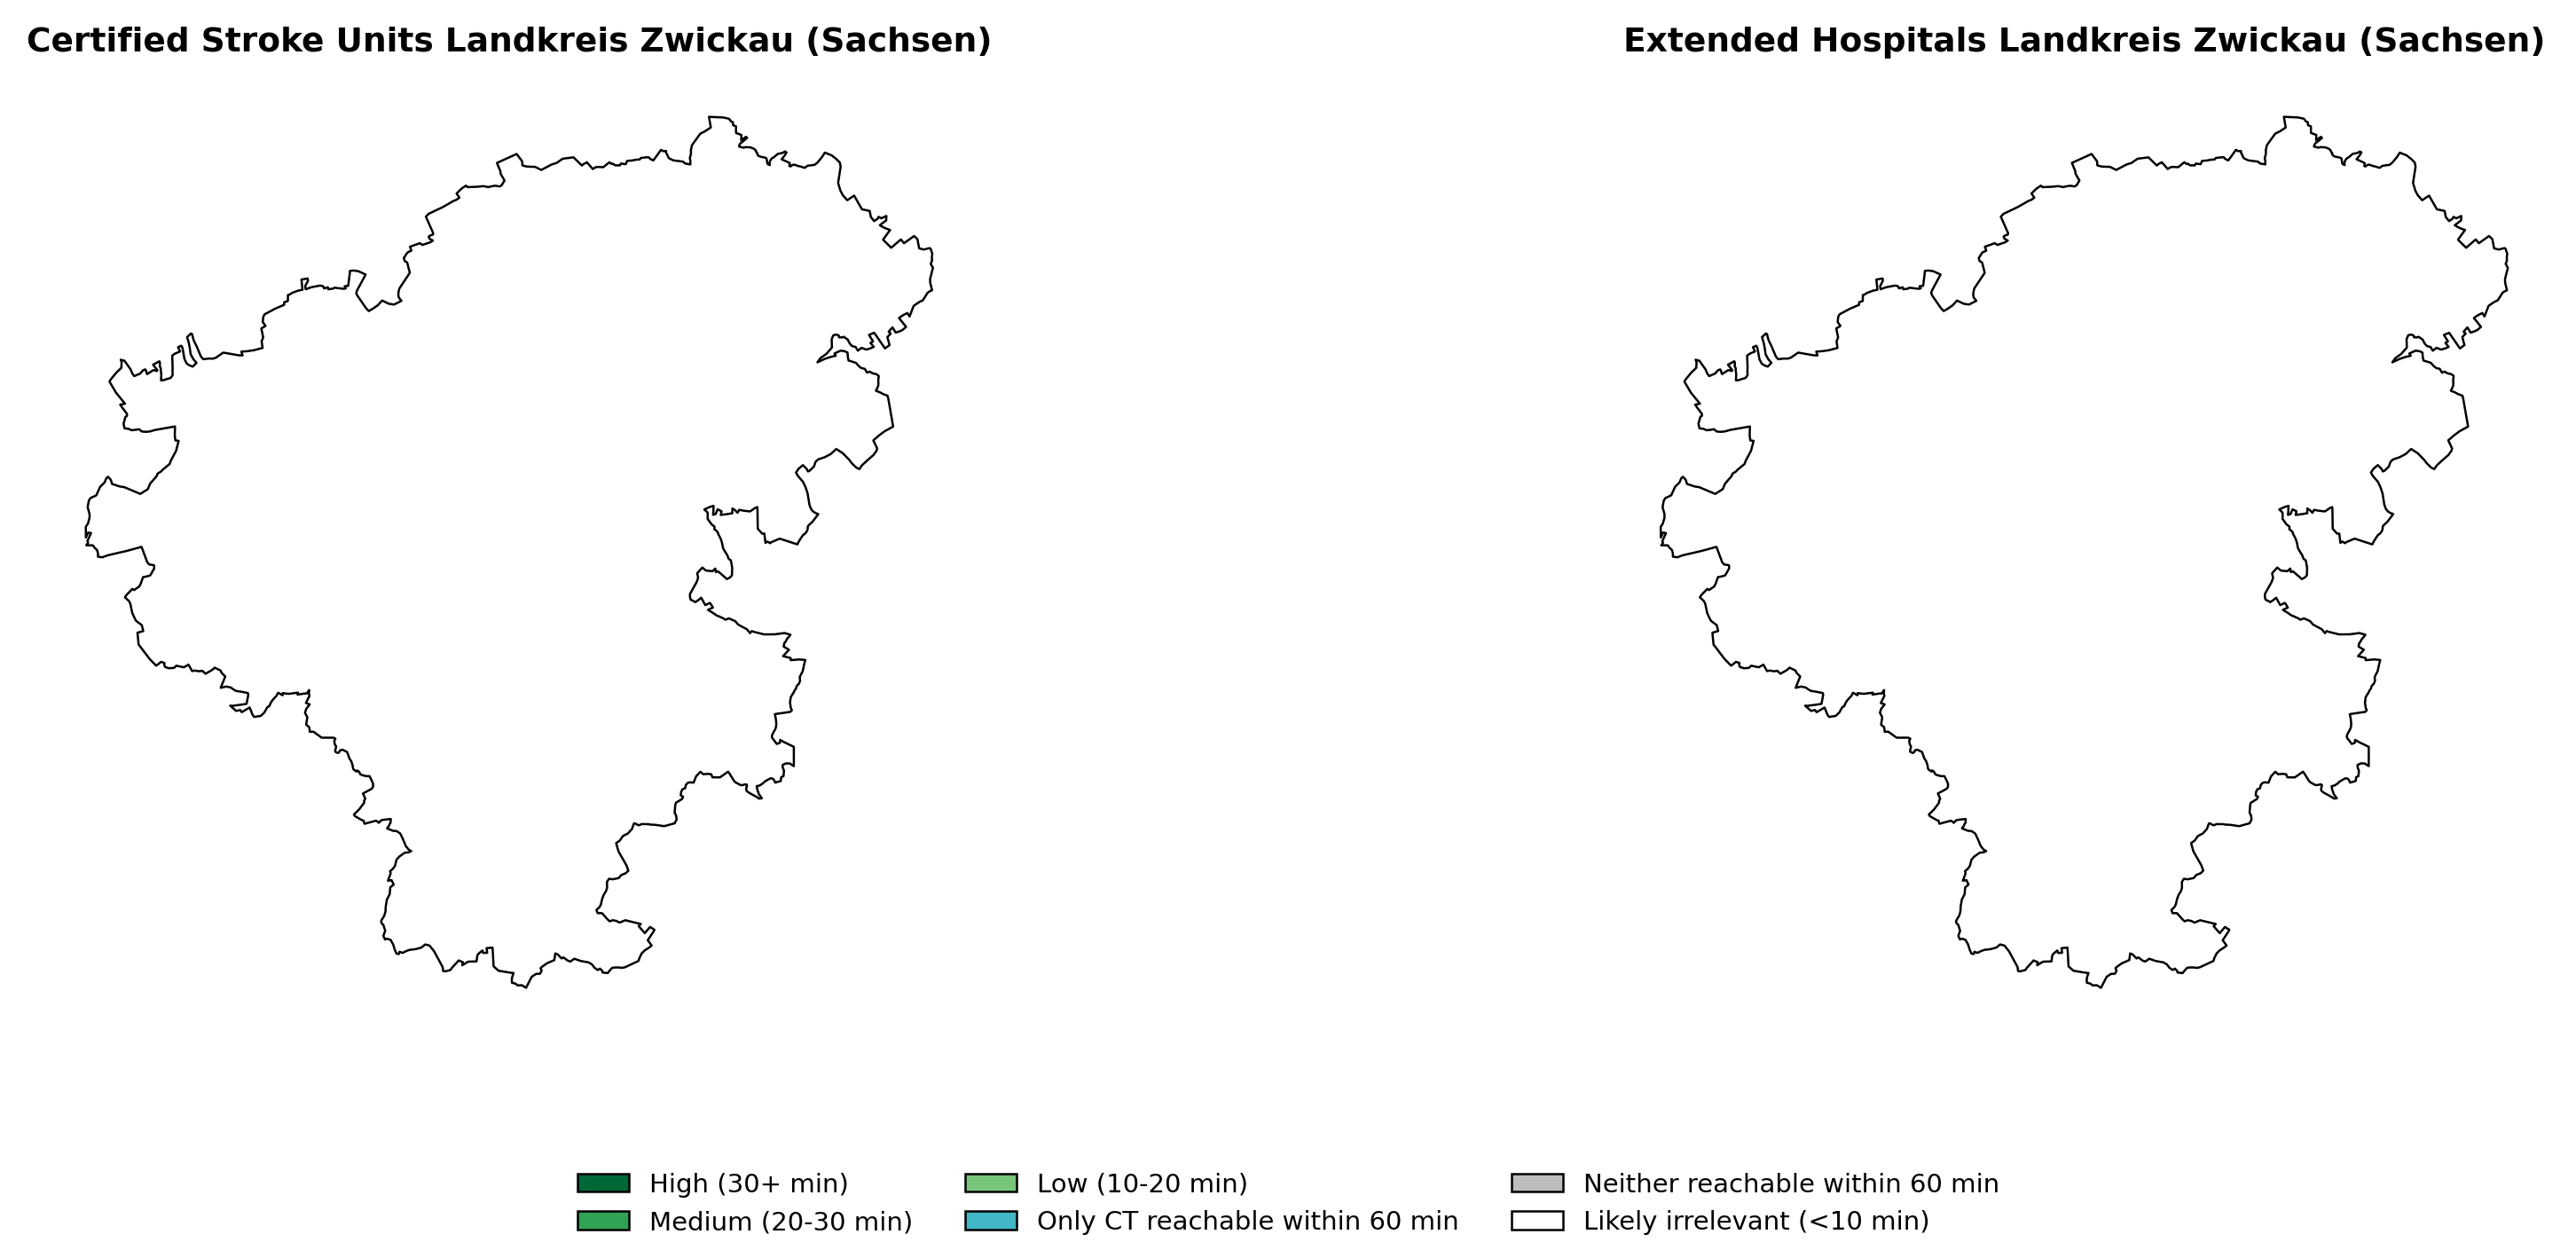 Certified Stroke Units Landkreis Zwickau (Sachsen)
Extended Hospitals Landkreis Zwickau (Sachsen)
High (30+ min)
Medium (20-30 min)
Low (10-20 min)
Only CT reachable within 60 min
Neither reachable within 60 min
Likely irrelevant (<10 min)